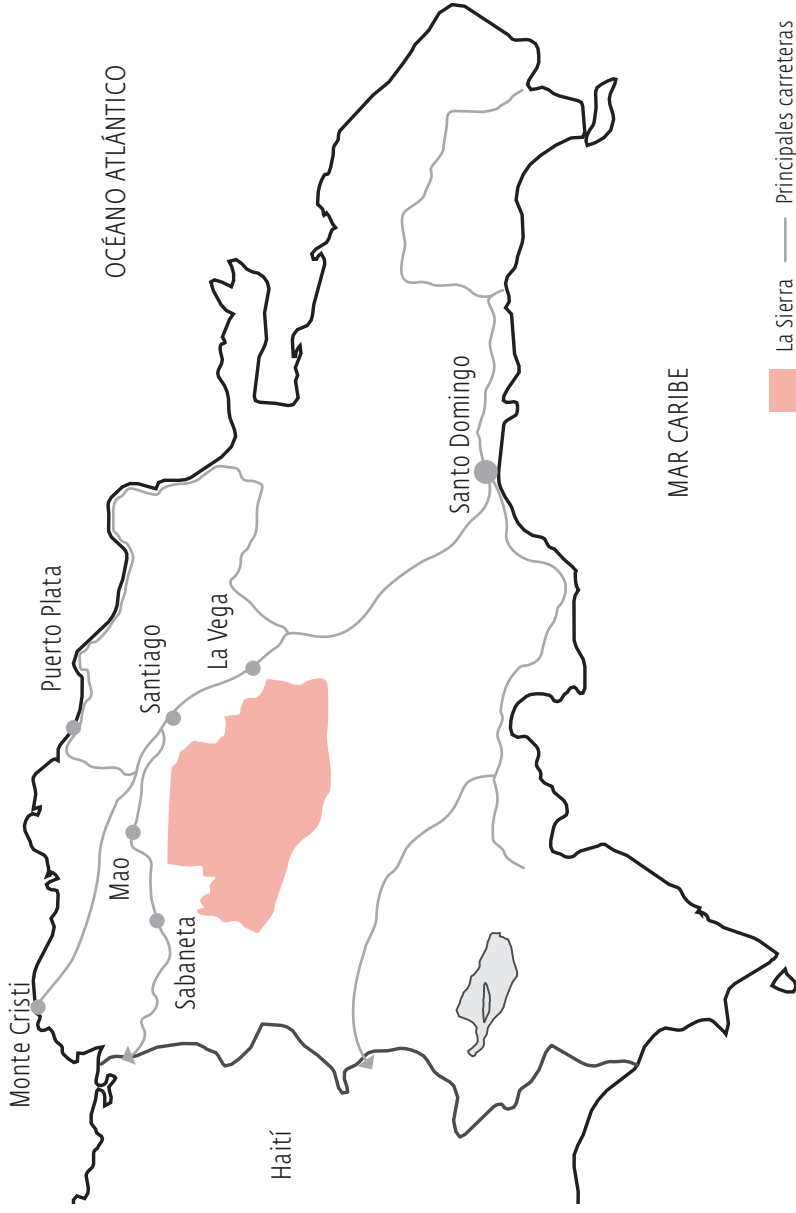 OCÉANO ATLÁNTICO
Puerto Plata
Monte Cristi
Santiago
Mao
La Vega
Sabaneta
Haití
Santo Domingo
MAR CARIBE
La Sierra
Principales carreteras